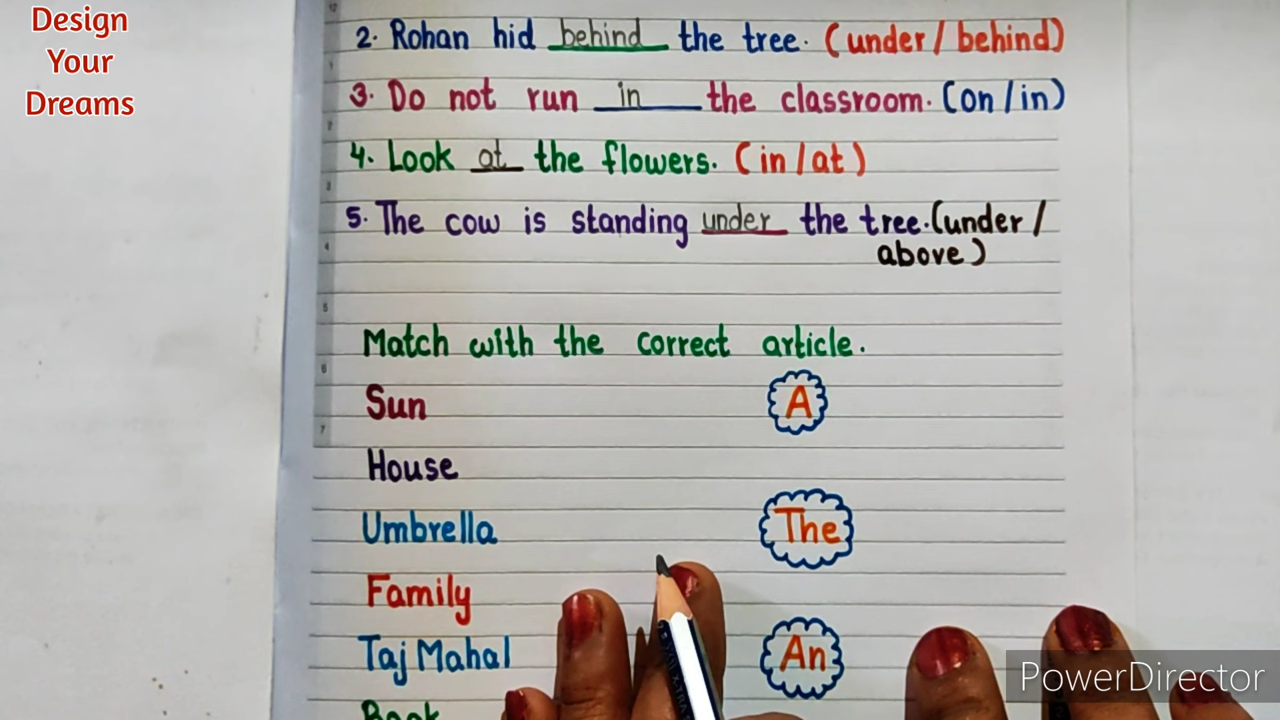 Design
Your
Dreams
2. Rohan hid behind the tree. (under / behind)
3. Do not run in the classroom. (on / in)
4. Look at the flowers. (in / at)
5. The cow is standing under the tree. (under /
above)
Match with the correct article.
Sun A
House
Umbrella The
Family
Taj Mahal An
Book
PowerDirector